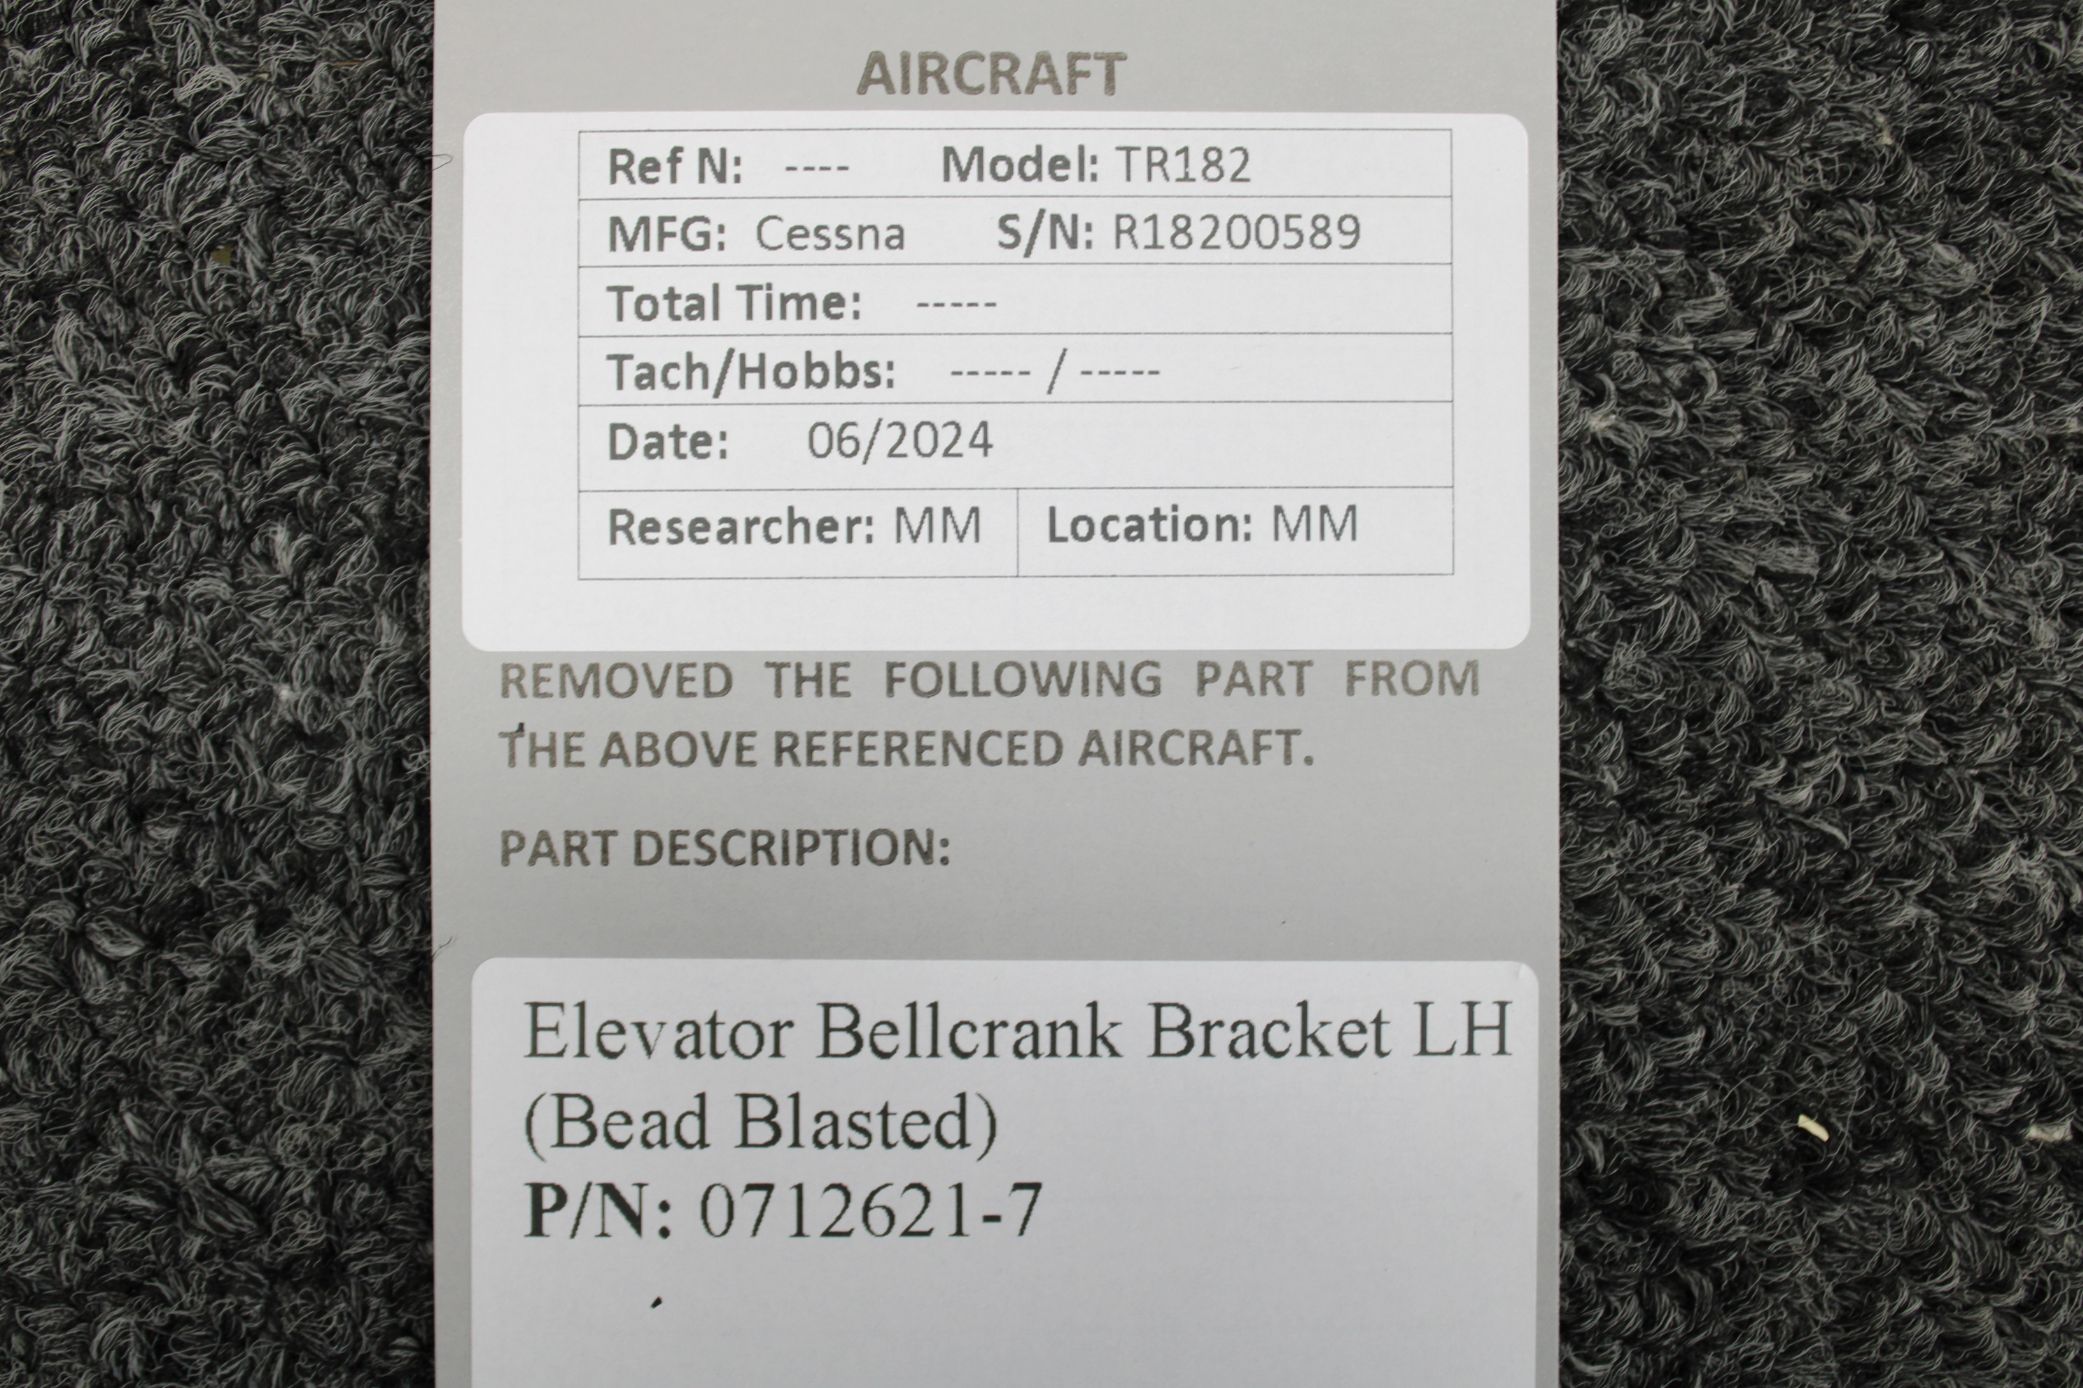 AIRCRAFT
Ref N: ---- Model: TR182
MFG: Cessna S/N: R18200589
Total Time: -----
Tach/Hobbs: ----- / -----
Date: 06/2024
Researcher: MM Location: MM
REMOVED THE FOLLOWING PART FROM
THE ABOVE REFERENCED AIRCRAFT.
PART DESCRIPTION:
Elevator Bellcrank Bracket LH
(Bead Blasted)
P/N: 0712621-7